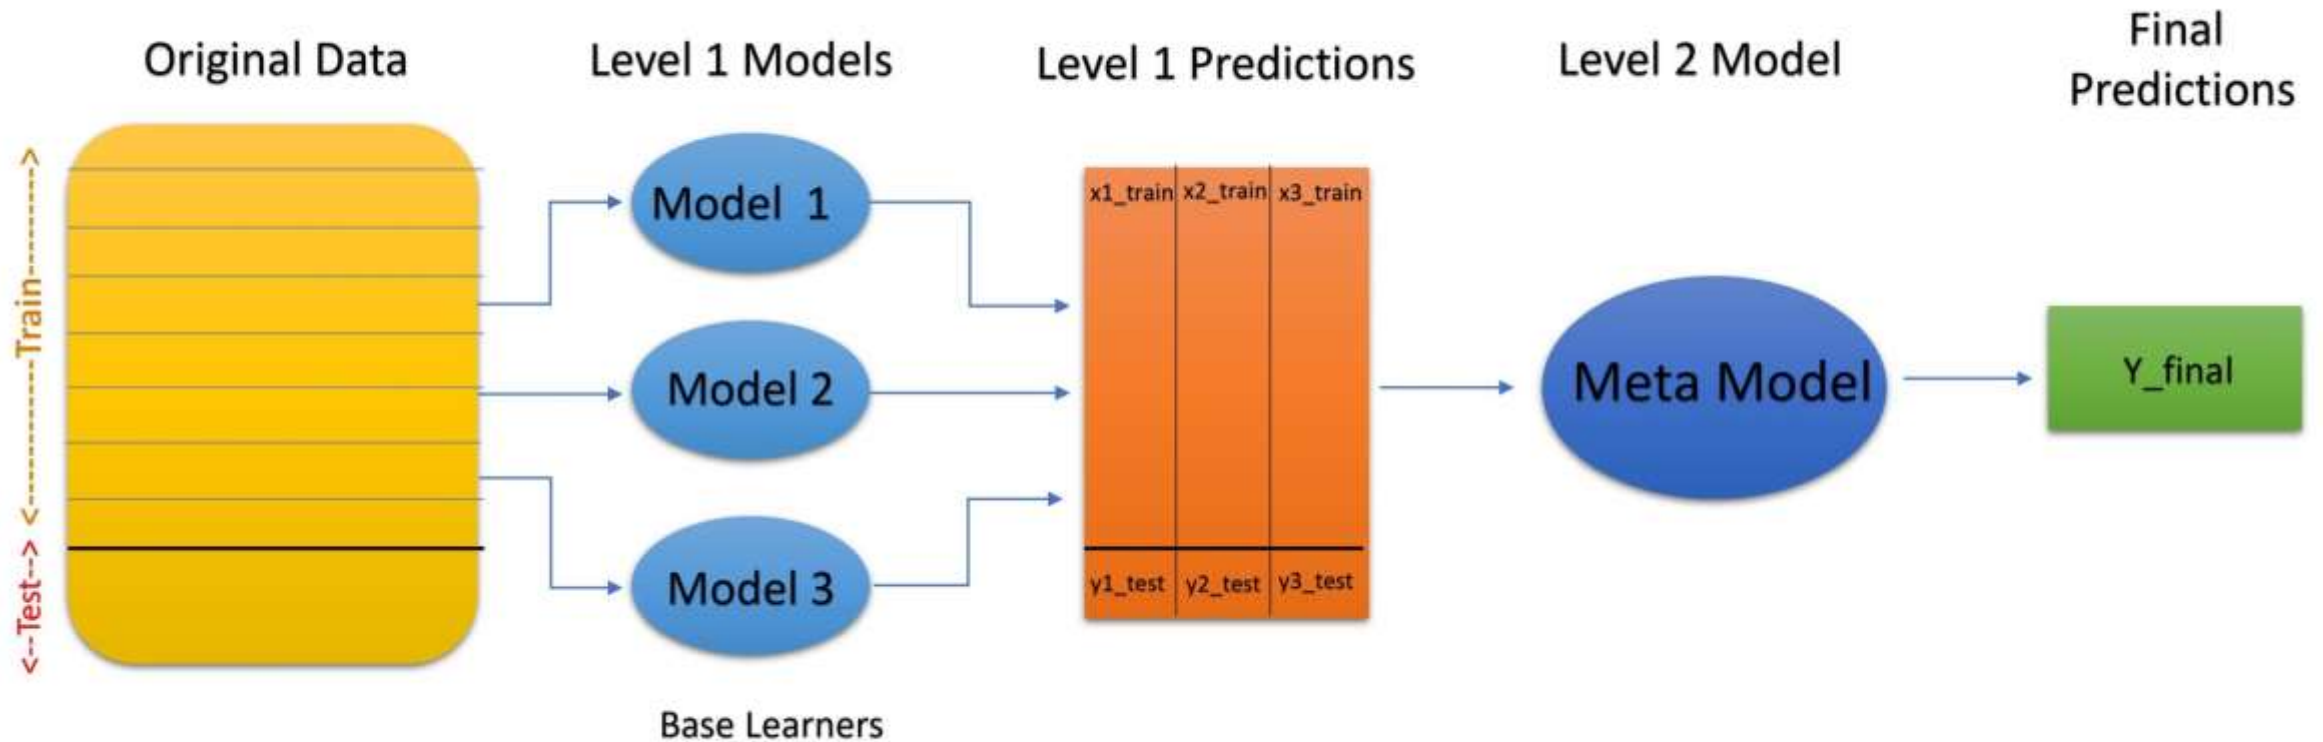 Original Data
Level 1 Models
Level 1 Predictions
Level 2 Model
Final
Predictions
<---------Train--------->
<--Test-->
Model 1
Model 2
Model 3
Base Learners
x1_train x2_train x3_train
y1_test y2_test y3_test
Meta Model
Y_final